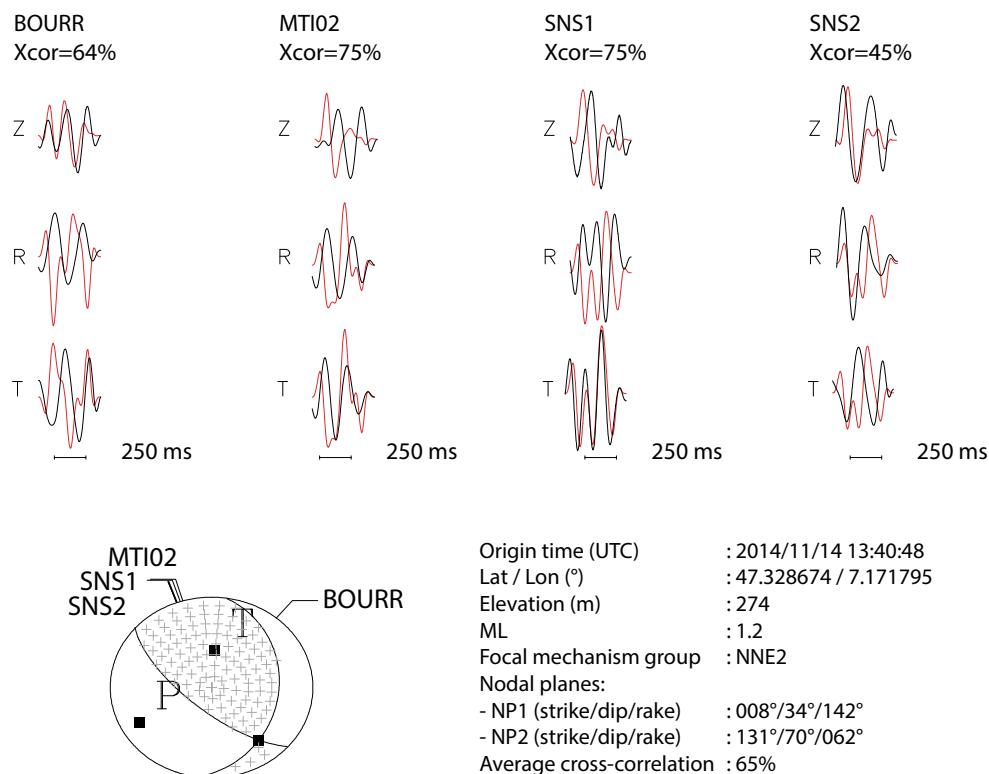 BOURR
Xcor=64%
MTI02
Xcor=75%
SNS1
Xcor=75%
SNS2
Xcor=45%
Z
Z
Z
Z
R
R
R
R
T
T
T
T
250 ms
250 ms
250 ms
250 ms
MTI02
SNS1
SNS2
BOURR
T
P
Origin time (UTC) : 2014/11/14 13:40:48
Lat / Lon (°) : 47.328674 / 7.171795
Elevation (m) : 274
ML : 1.2
Focal mechanism group : NNE2
Nodal planes:
- NP1 (strike/dip/rake) : 008°/34°/142°
- NP2 (strike/dip/rake) : 131°/70°/062°
Average cross-correlation : 65%